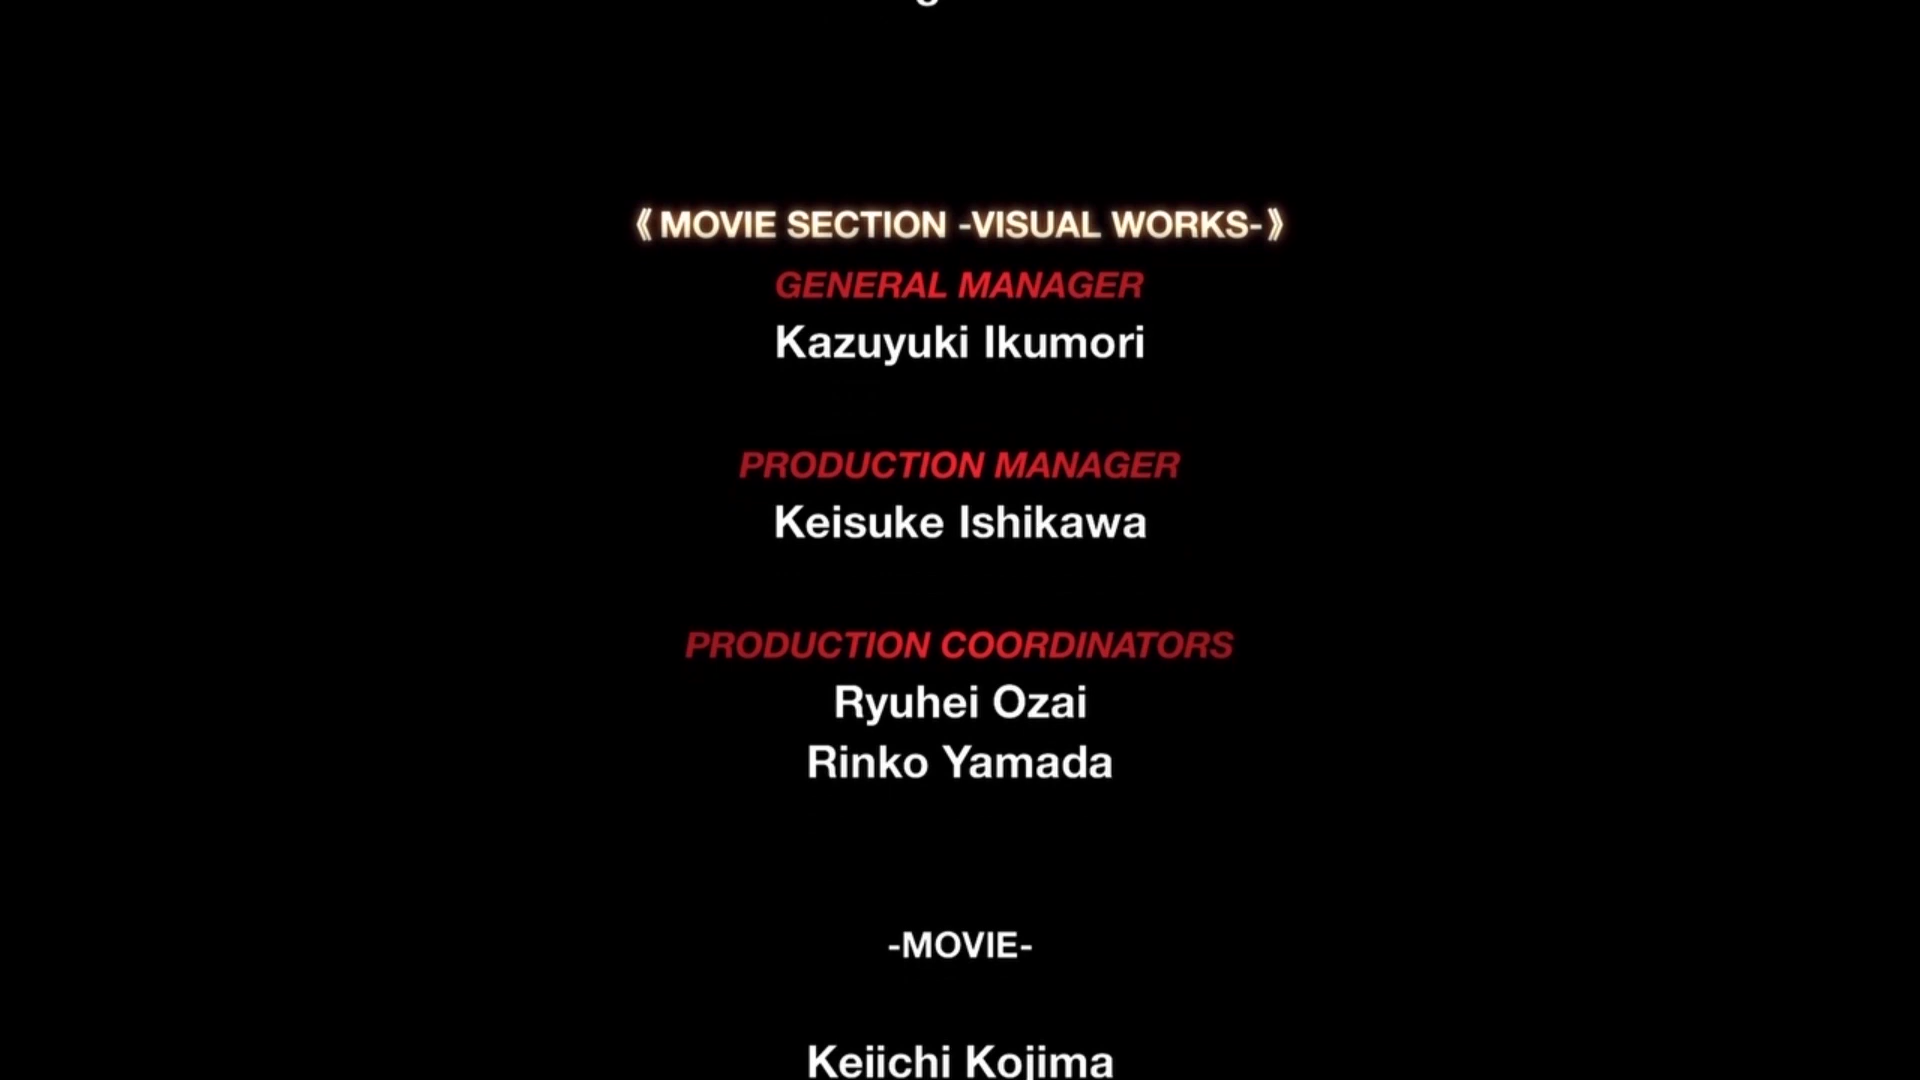 《MOVIE SECTION -VISUAL WORKS-》
GENERAL MANAGER
Kazuyuki Ikumori
PRODUCTION MANAGER
Keisuke Ishikawa
PRODUCTION COORDINATORS
Ryuhei Ozai
Rinko Yamada
-MOVIE-
Keiichi Kojima